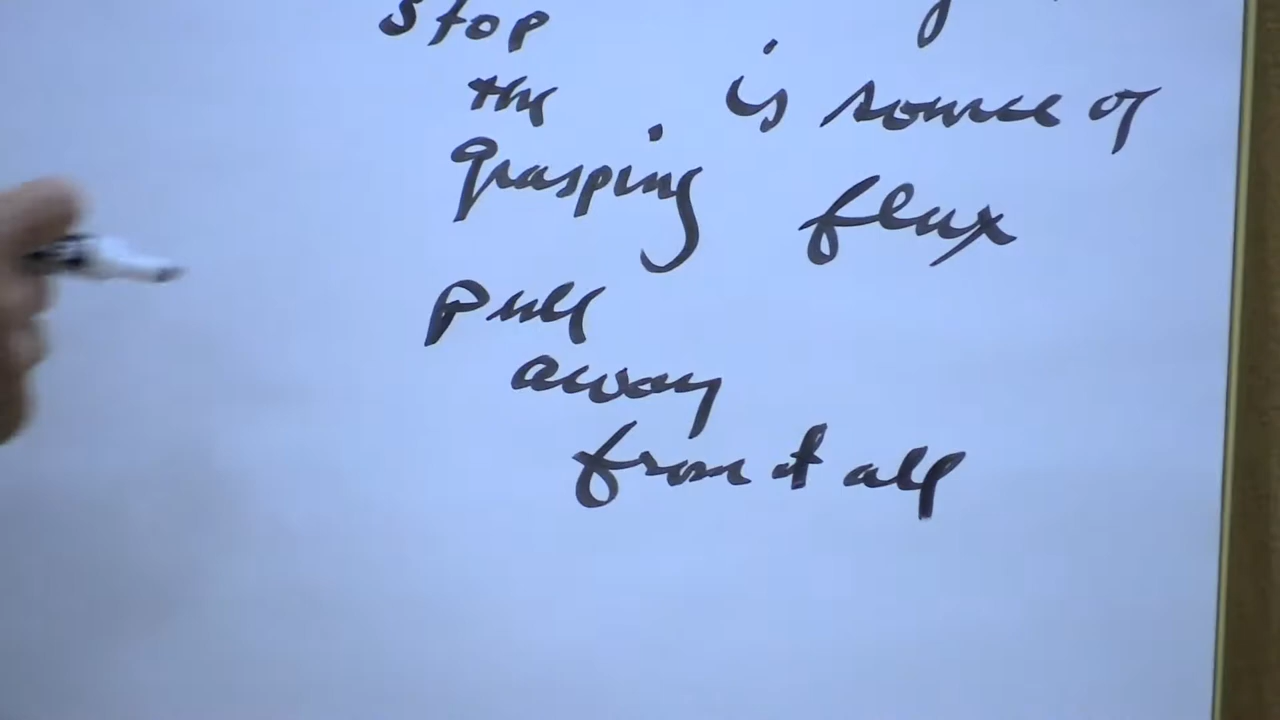 stop
the
grasping
pull
away
from it all
is source of
flux